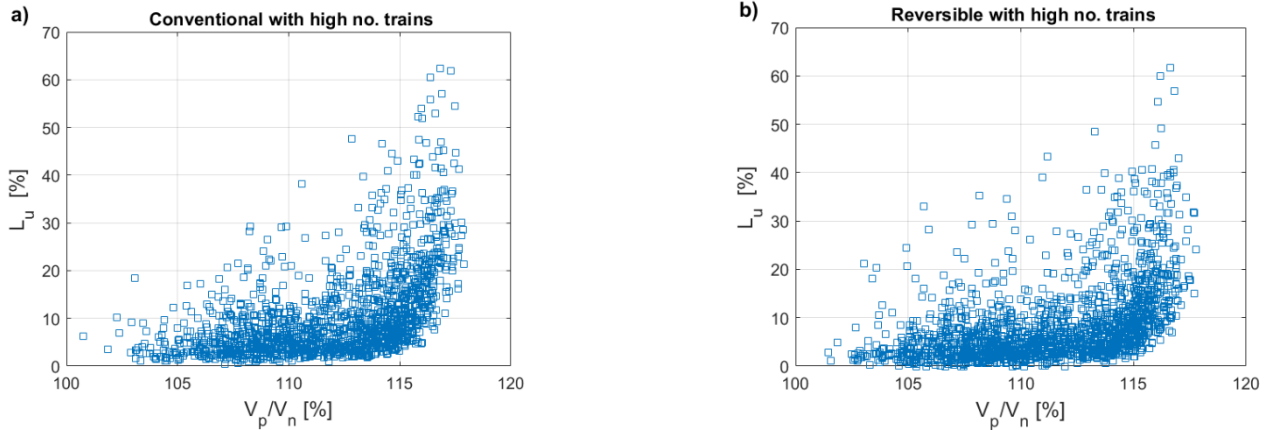 a)
Conventional with high no. trains
70
60
50
40
30
20
10
0
L_u [%]
100 105 110 115 120
V_p/V_n [%]
b)
Reversible with high no. trains
70
60
50
40
30
20
10
0
L_u [%]
100 105 110 115 120
V_p/V_n [%]